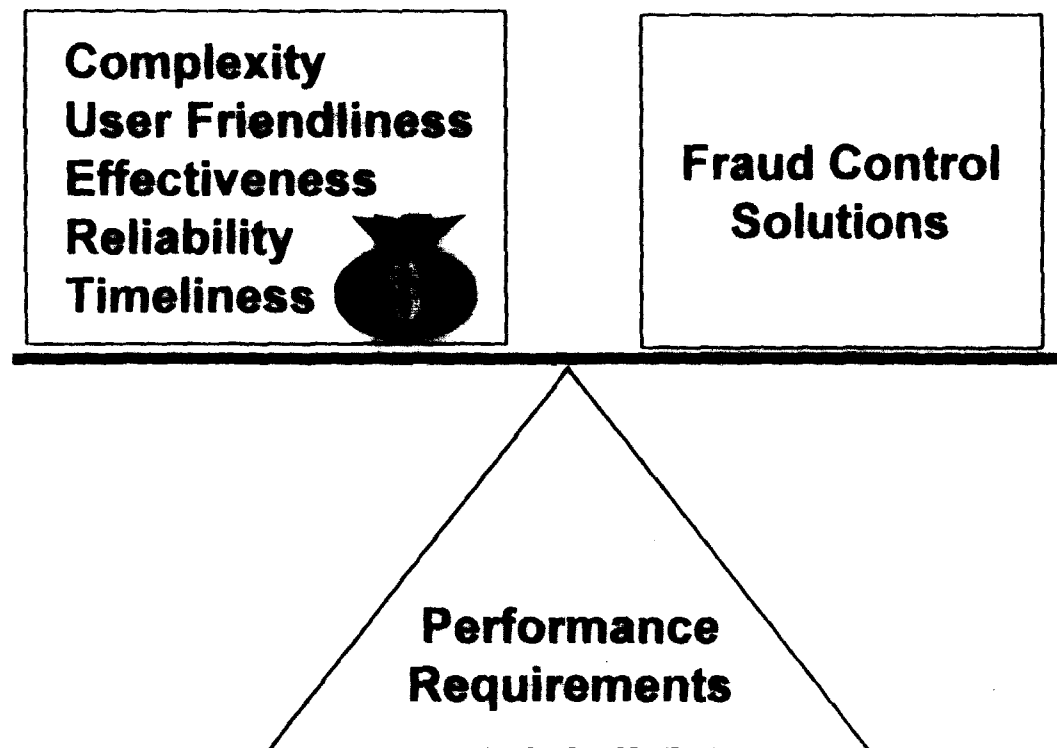 Complexity
User Friendliness
Effectiveness
Reliability
Timeliness
Fraud Control
Solutions
Performance
Requirements